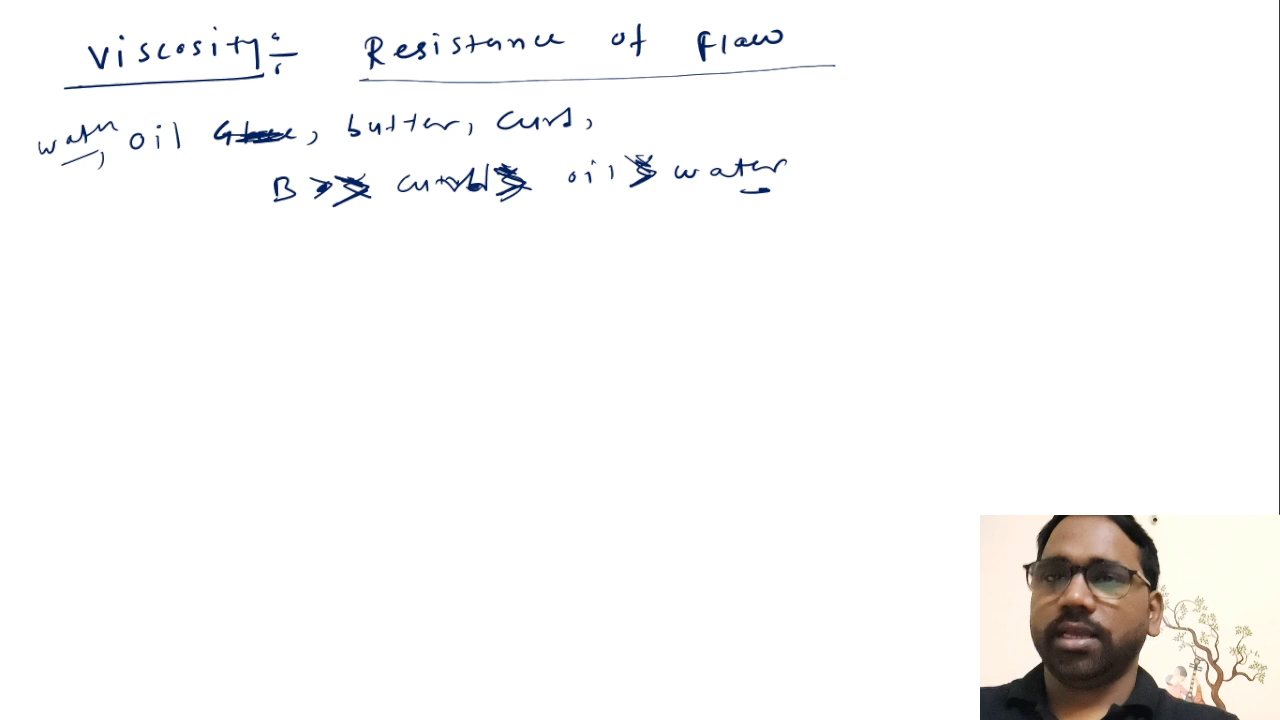 Viscosity:- Resistance of flow
water, oil , butter, curd,
B > curd > oil > water